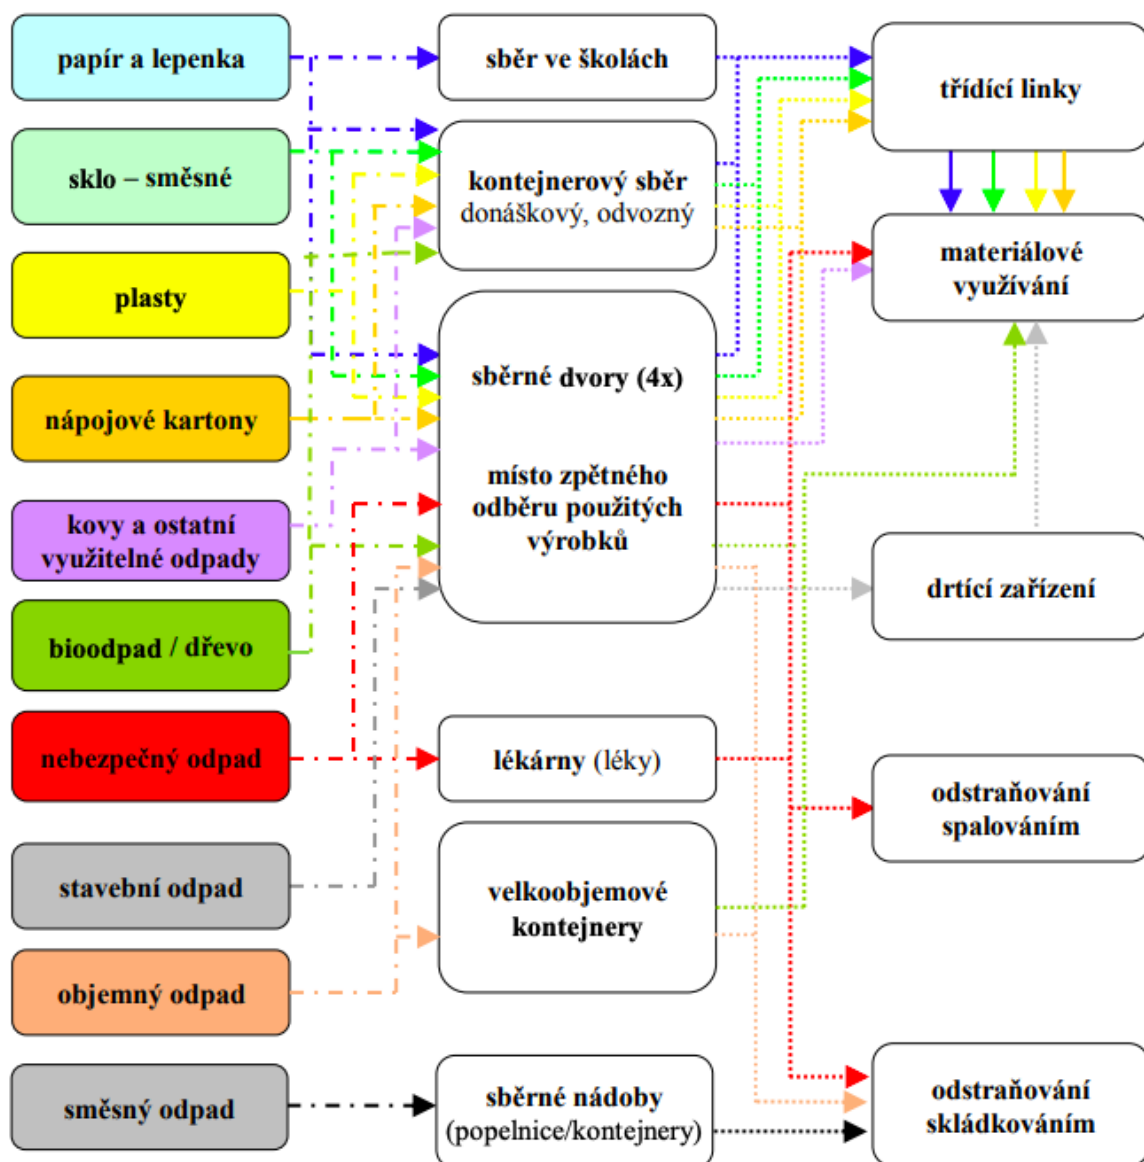 papír a lepenka
sklo – směsné
plasty
nápojové kartony
kovy a ostatní
využitelné odpady
bioodpad / dřevo
nebezpečný odpad
stavební odpad
objemný odpad
směsný odpad
sběr ve školách
kontejnerový sběr
donáškový, odvozný
sběrné dvory (4x)
místo zpětného
odběru použitých
výrobků
lékárny (léky)
velkoobjemové
kontejnery
sběrné nádoby
(popelnice/kontejnery)
třídící linky
materiálové
využívání
drtící zařízení
odstraňování
spalováním
odstraňování
skládkováním